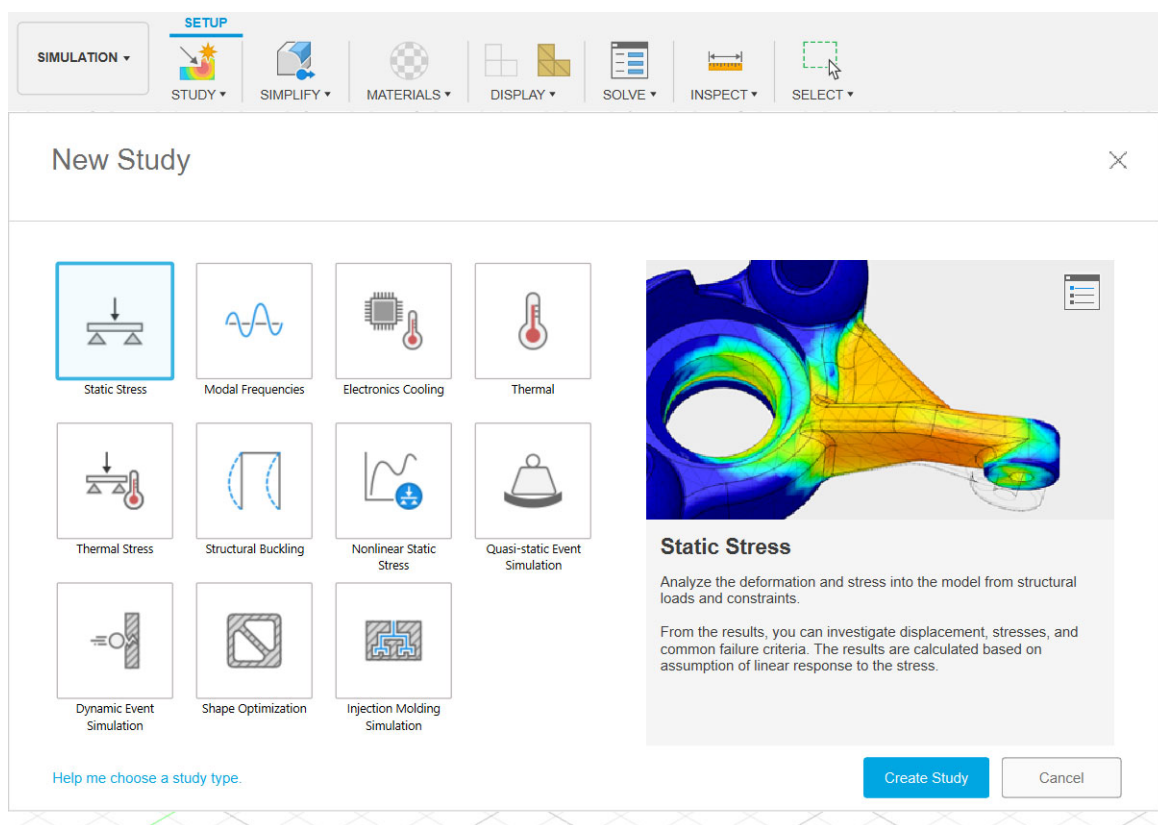 SETUP
SIMULATION
STUDY
SIMPLIFY
MATERIALS
DISPLAY
SOLVE
INSPECT
SELECT
New Study
Static Stress
Modal Frequencies
Electronics Cooling
Thermal
Thermal Stress
Structural Buckling
Nonlinear Static
Stress
Quasi-static Event
Simulation
Dynamic Event
Simulation
Shape Optimization
Injection Molding
Simulation
Static Stress
Analyze the deformation and stress into the model from structural
loads and constraints.
From the results, you can investigate displacement, stresses, and
common failure criteria. The results are calculated based on
assumption of linear response to the stress.
Help me choose a study type.
Create Study
Cancel